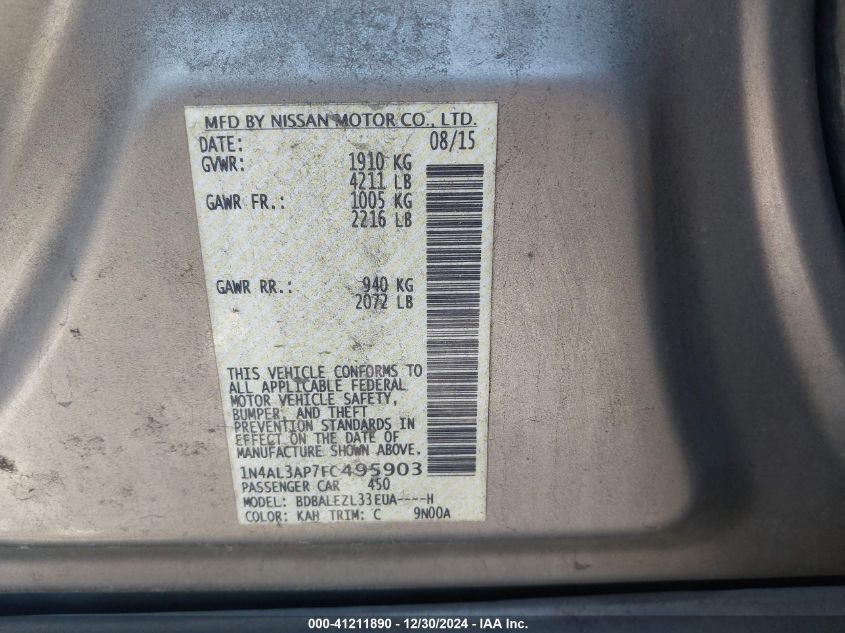 MFD BY NISSAN MOTOR CO., LTD.
DATE: 08/15
GVWR: 1910 KG
4211 LB
GAWR FR.: 1005 KG
2216 LB
GAWR RR.: 940 KG
2072 LB
THIS VEHICLE CONFORMS TO
ALL APPLICABLE FEDERAL
MOTOR VEHICLE SAFETY,
BUMPER, AND THEFT
PREVENTION STANDARDS IN
EFFECT ON THE DATE OF
MANUFACTURE SHOWN ABOVE.
1N4AL3AP7FC495903
PASSENGER CAR 450
MODEL: BDBALEZL33EUA----H
COLOR: KAH TRIM: C 9N00A
000-41211890 - 12/30/2024 - IAA Inc.